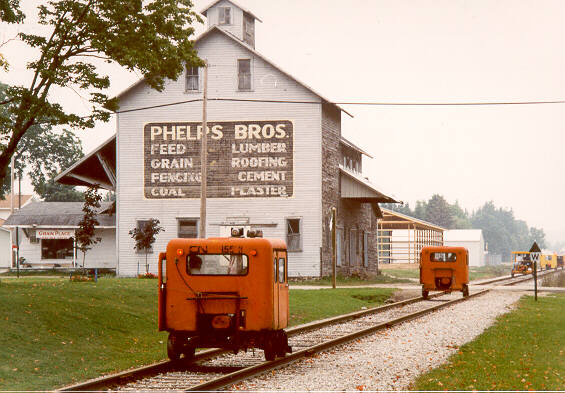 PHELPS BROS.
FEED LUMBER
GRAIN ROOFING
FENCING CEMENT
COAL PLASTER
GRAIN PLACE
CN
W